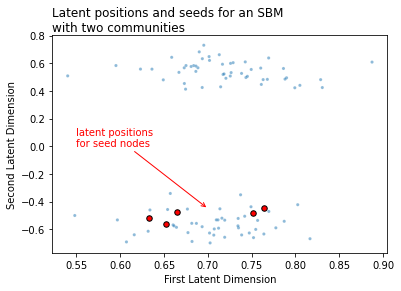 Latent positions and seeds for an SBM
with two communities
0.8
0.6
0.4
0.2
0.0
−0.2
−0.4
−0.6
Second Latent Dimension
latent positions
for seed nodes
0.55 0.60 0.65 0.70 0.75 0.80 0.85 0.90
First Latent Dimension